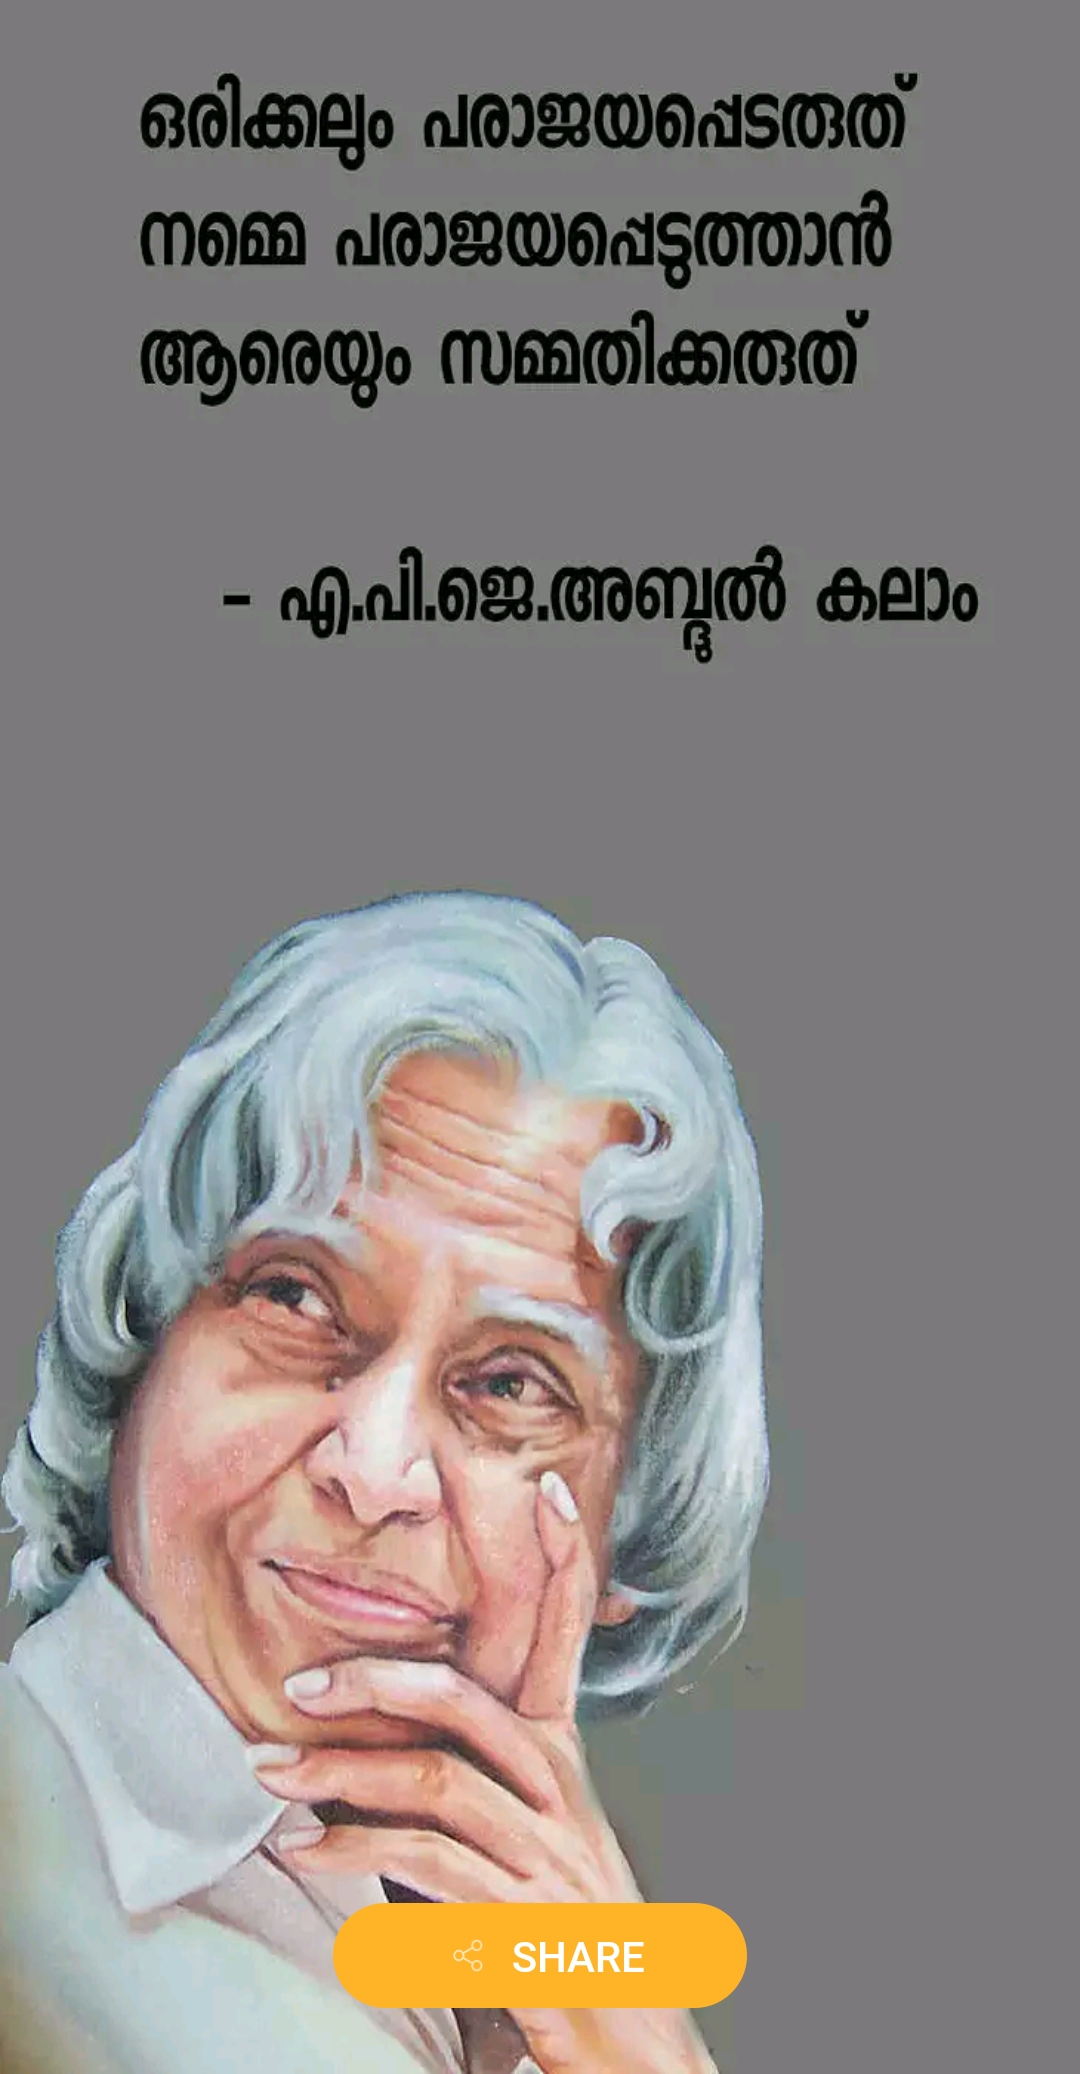 ഒരിക്കലും പരാജയപ്പെടരുത്
നമ്മെ പരാജയപ്പെടുത്താൻ
ആരെയും സമ്മതിക്കരുത്
- എ.പി.ജെ.അബ്ദുൽ കലാം
SHARE